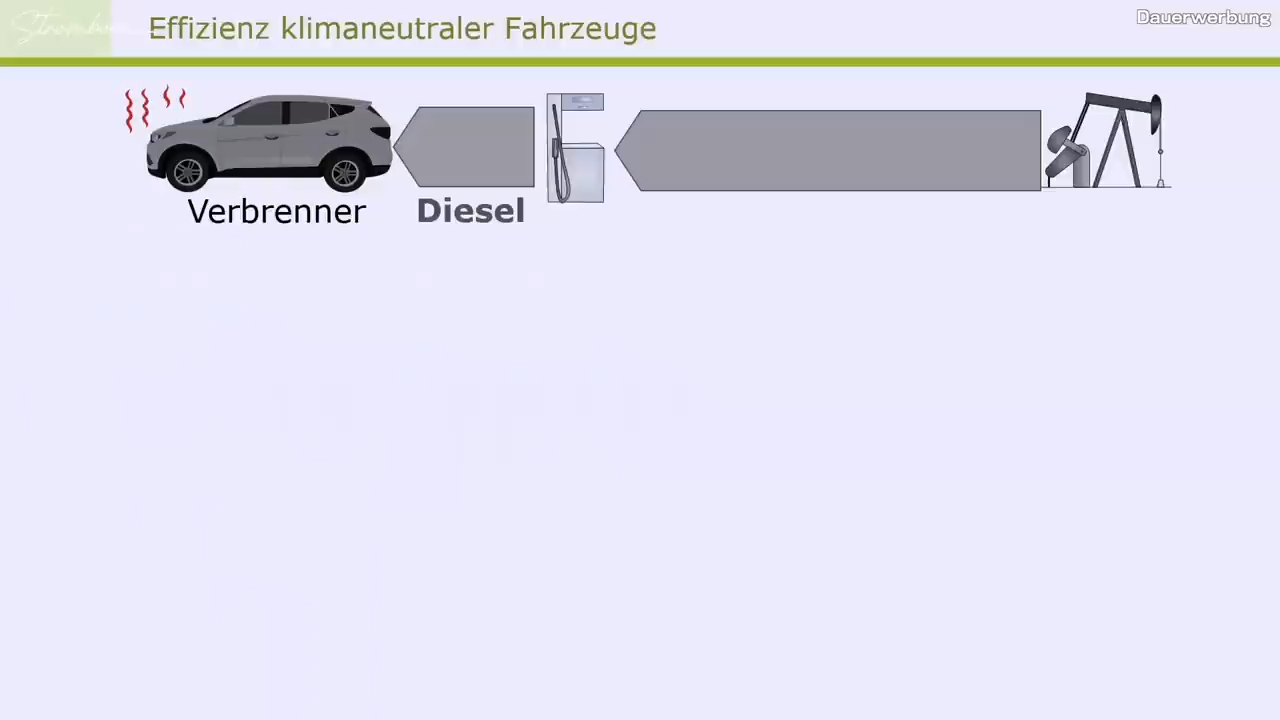 Effizienz klimaneutraler Fahrzeuge
Dauerwerbung
Verbrenner
Diesel